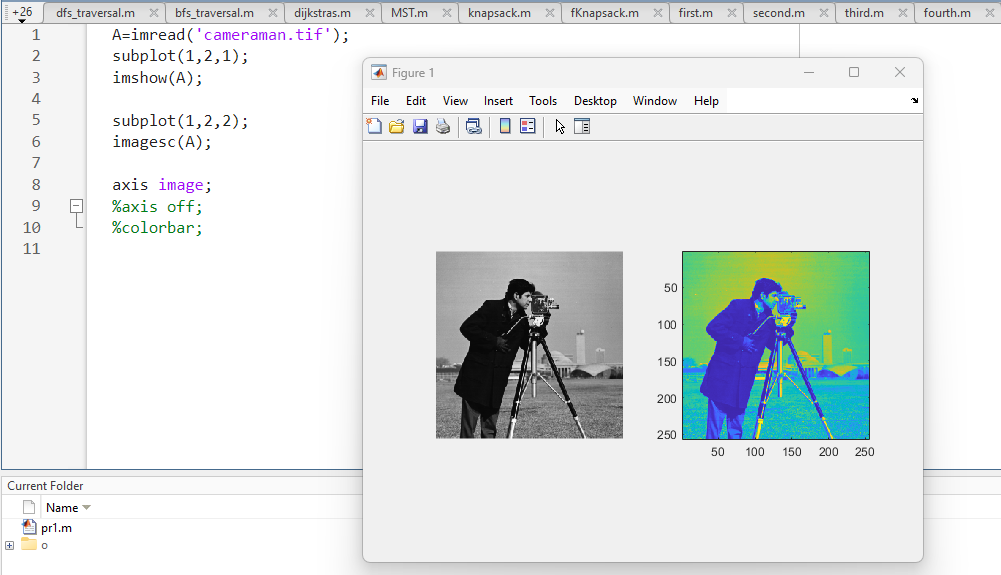 +26 dfs_traversal.m bfs_traversal.m dijkstras.m MST.m knapsack.m fKnapsack.m first.m second.m third.m fourth.m
1 A=imread('cameraman.tif');
2 subplot(1,2,1);
3 imshow(A);
4
5 subplot(1,2,2);
6 imagesc(A);
7
8 axis image;
9 %axis off;
10 %colorbar;
11
Figure 1
File Edit View Insert Tools Desktop Window Help
50
100
150
200
250
50 100 150 200 250
Current Folder
Name
pr1.m
o